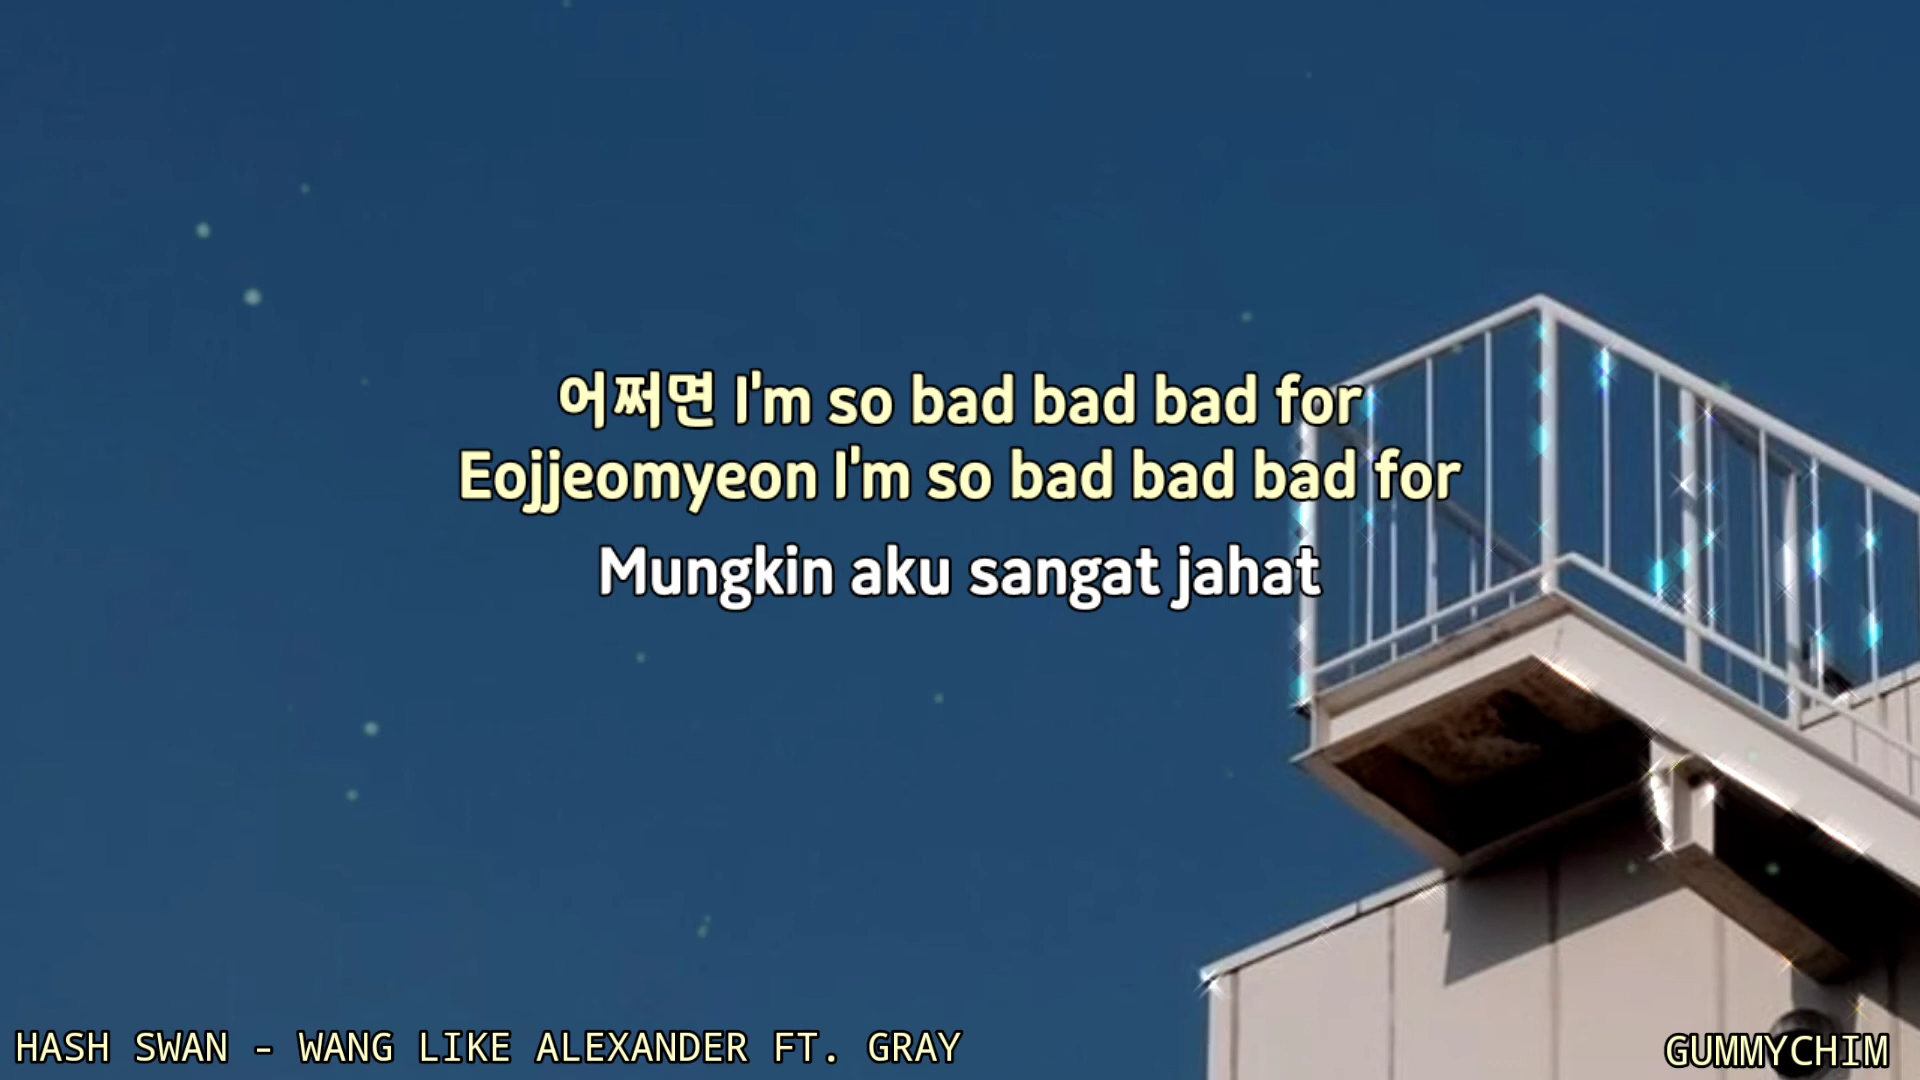 어쩌면 I'm so bad bad bad for
Eojjeomyeon I'm so bad bad bad for
Mungkin aku sangat jahat
HASH SWAN - WANG LIKE ALEXANDER FT. GRAY
GUMMYCHIM